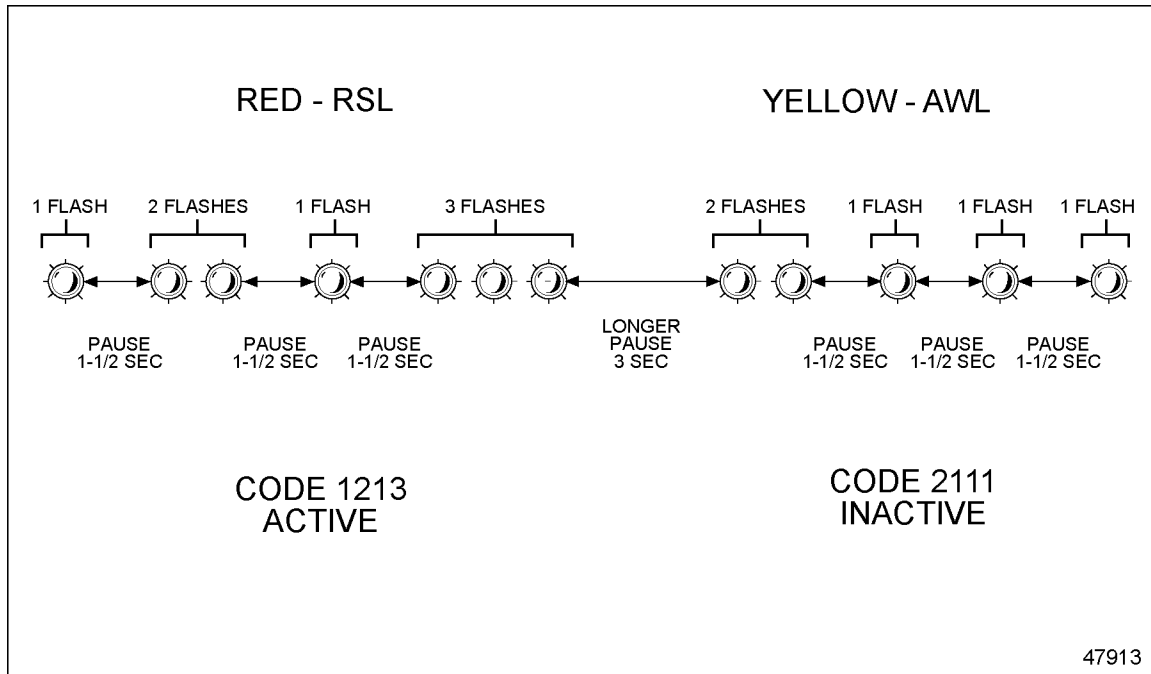 RED - RSL
YELLOW - AWL
1 FLASH
2 FLASHES
1 FLASH
3 FLASHES
2 FLASHES
1 FLASH
1 FLASH
1 FLASH
PAUSE
1-1/2 SEC
PAUSE
1-1/2 SEC
PAUSE
1-1/2 SEC
LONGER
PAUSE
3 SEC
PAUSE
1-1/2 SEC
PAUSE
1-1/2 SEC
PAUSE
1-1/2 SEC
CODE 1213
ACTIVE
CODE 2111
INACTIVE
47913